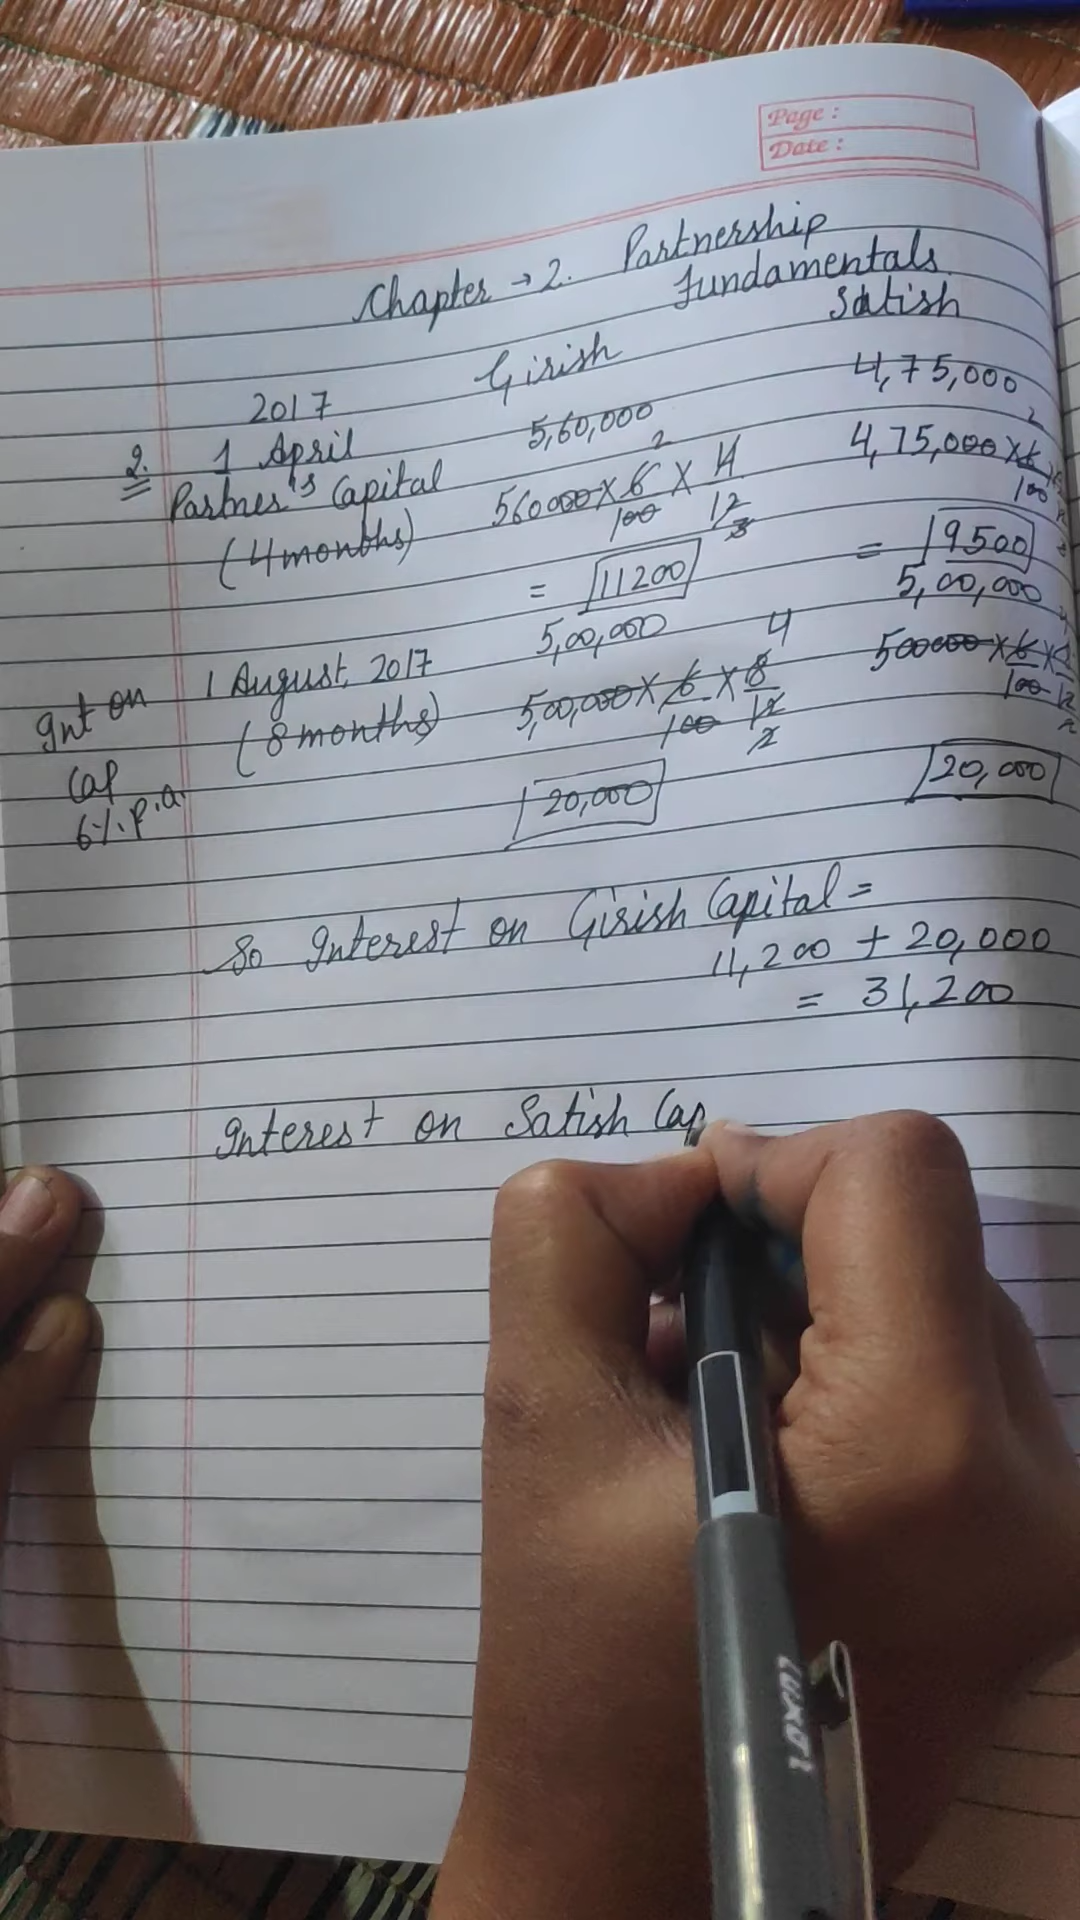 Page :
Date :
Chapter → 2. Partnership
Fundamentals
2017 Girish Satish
2. 1 April 5,60,000 4,75,000
Partner's Capital 560000 × 6/100 × 4/12 4,75,000 × 6/100
(4 months)
= 11200 = 9500
1 August, 2017 5,00,000 5,00,000
(8 months) 5,00,000 × 6/100 × 8/12 500000 × 6/100
Int on
Cap
6%. p.a.
20,000 20,000
So Interest on Girish Capital =
11,200 + 20,000
= 31,200
Interest on Satish Cap
LUXOR